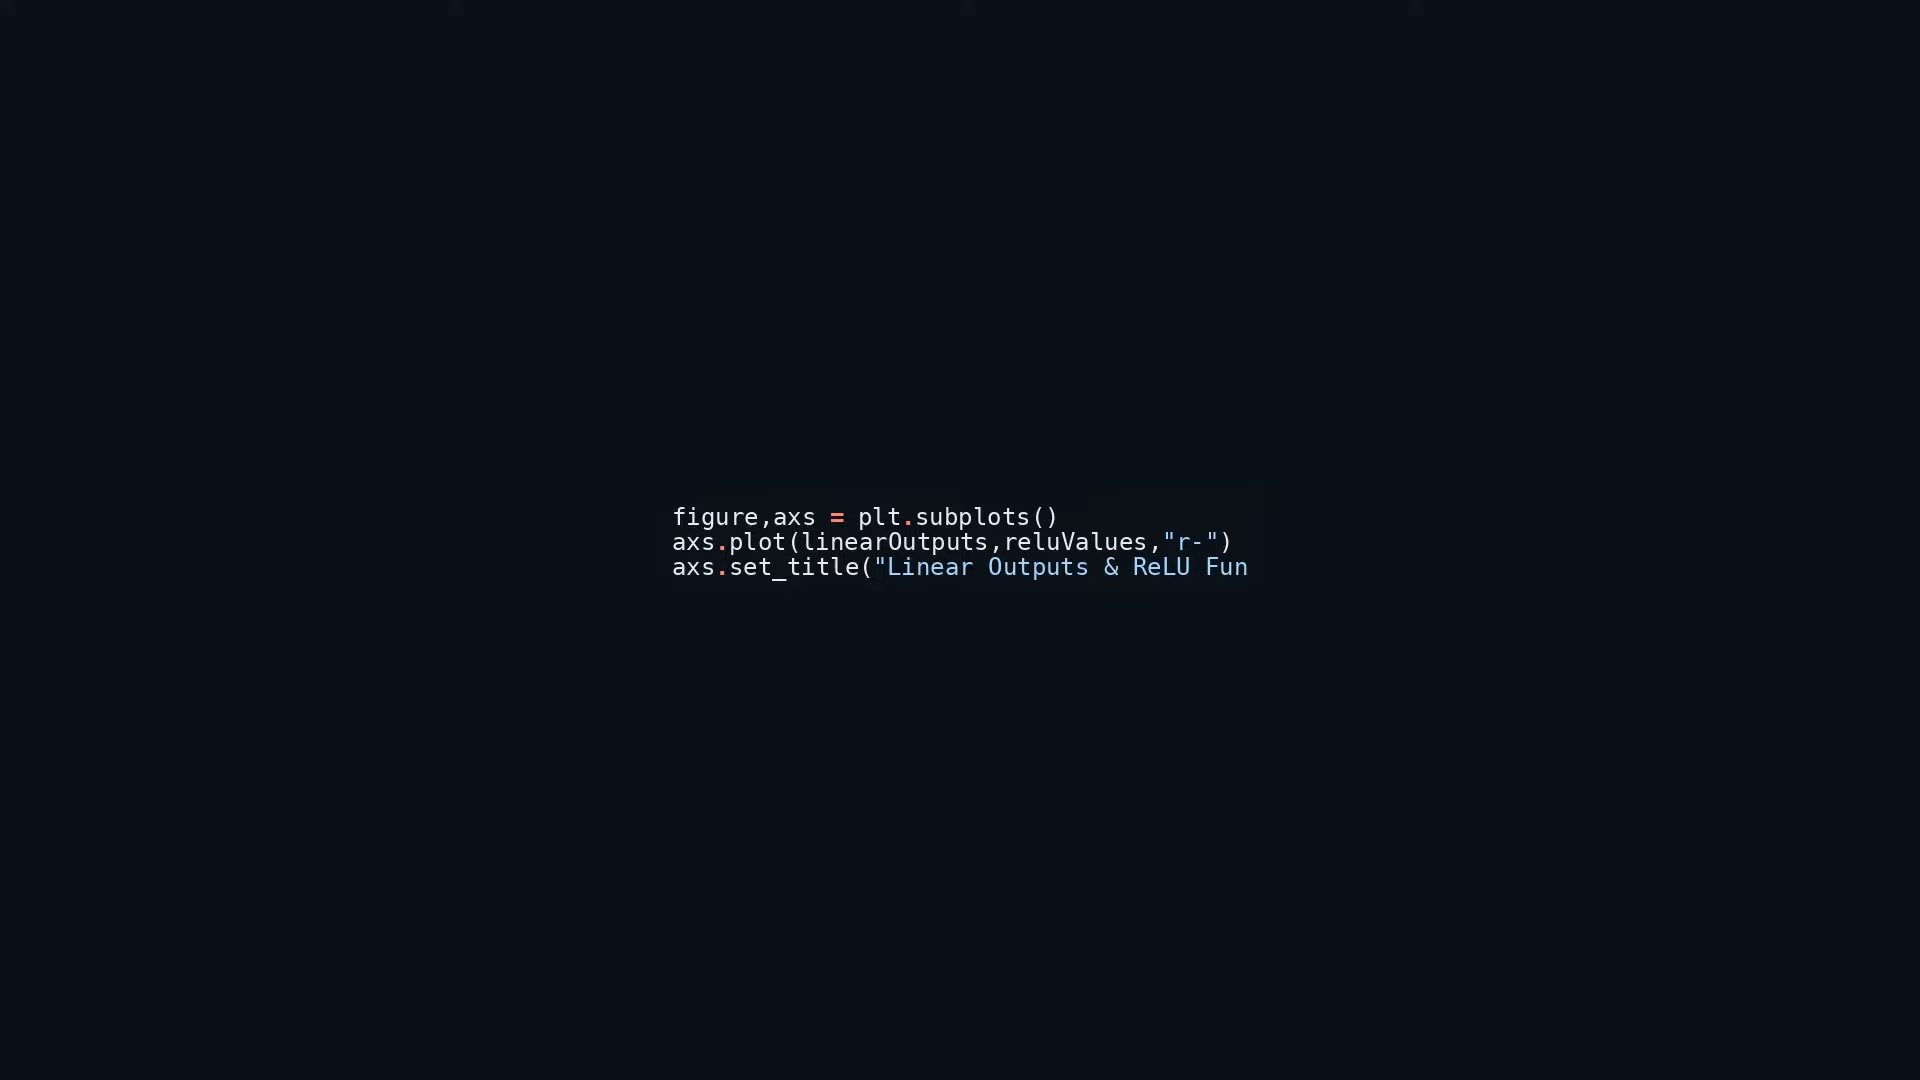 figure,axs = plt.subplots()
axs.plot(linearOutputs,reluValues,"r-")
axs.set_title("Linear Outputs & ReLU Fun